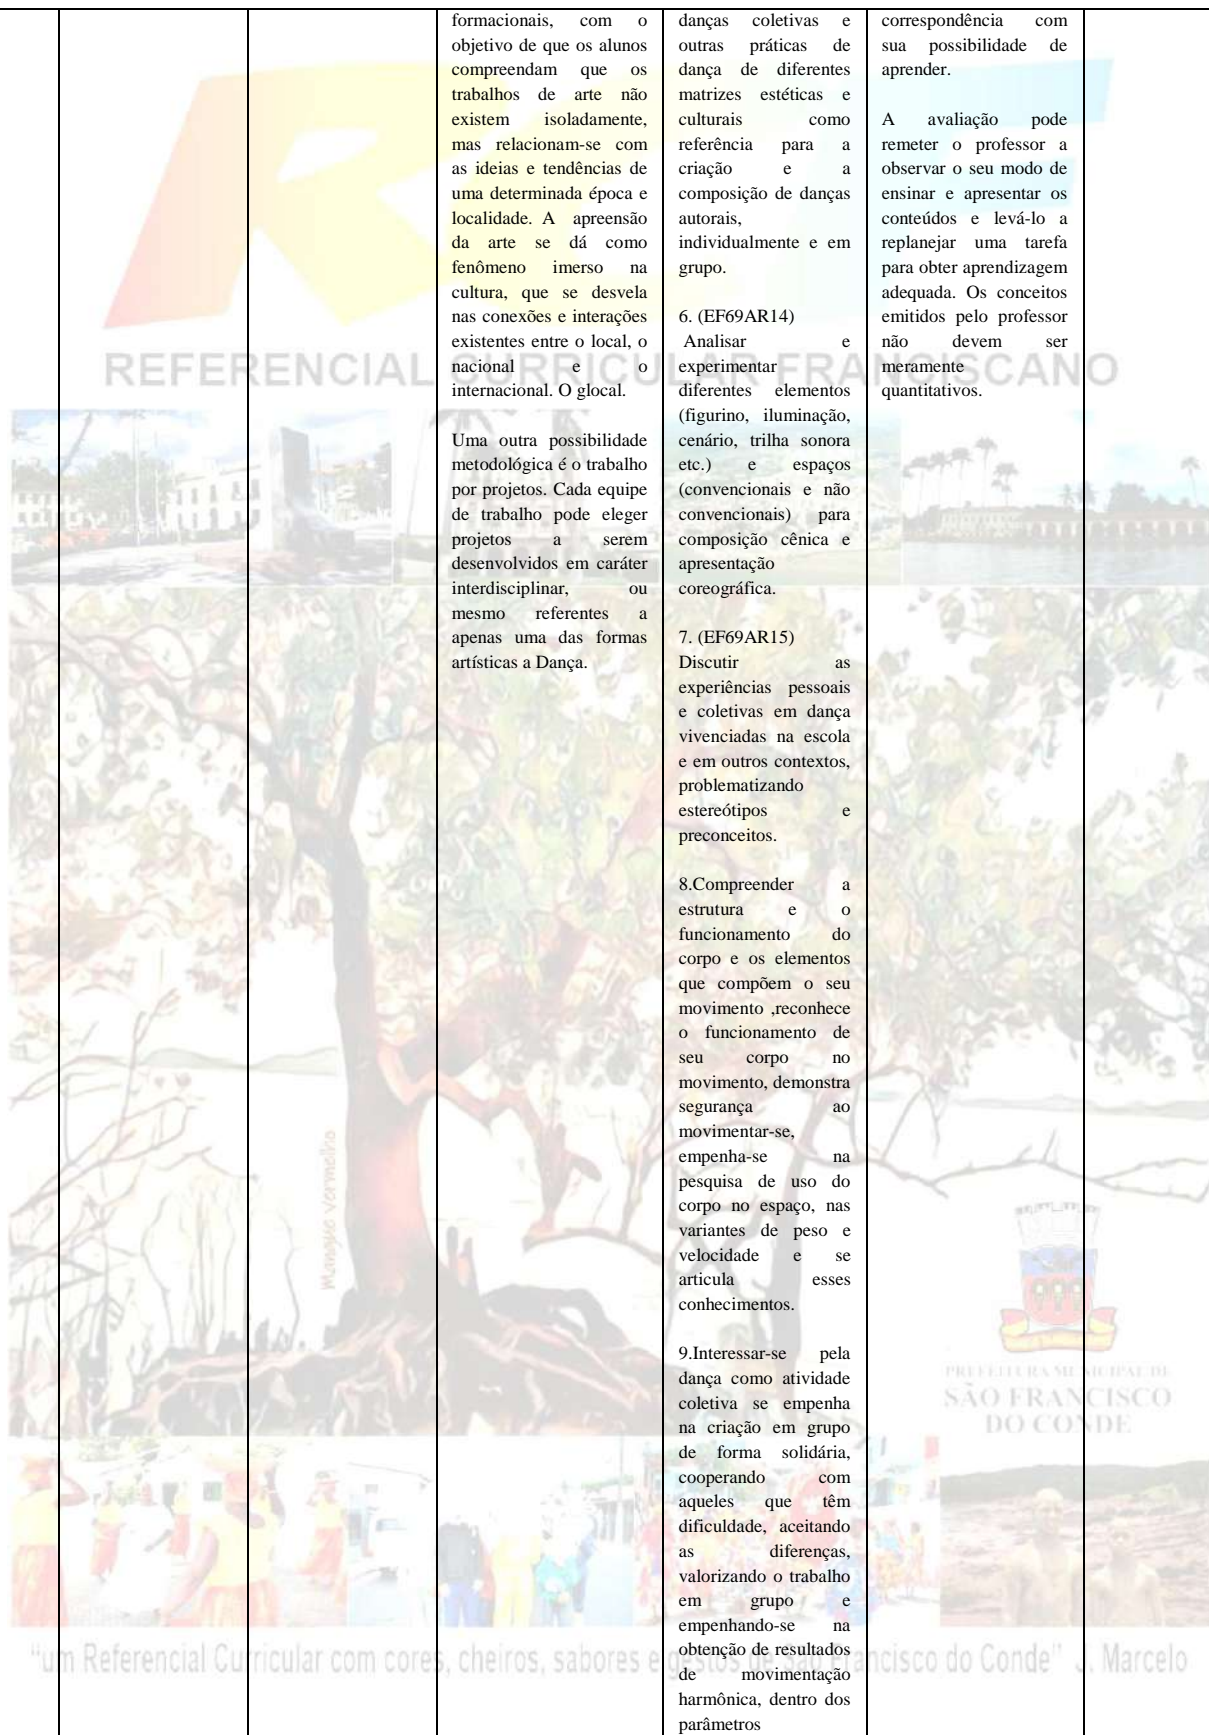 formacionais, com o
objetivo de que os alunos
compreendam que os
trabalhos de arte não
existem isoladamente,
mas relacionam-se com
as ideias e tendências de
uma determinada época e
localidade. A apreensão
da arte se dá como
fenômeno imerso na
cultura, que se desvela
nas conexões e interações
existentes entre o local, o
nacional e o
internacional. O glocal.
Uma outra possibilidade
metodológica é o trabalho
por projetos. Cada equipe
de trabalho pode eleger
projetos a serem
desenvolvidos em caráter
interdisciplinar, ou
mesmo referentes a
apenas uma das formas
artísticas a Dança.
danças coletivas e
outras práticas de
dança de diferentes
matrizes estéticas e
culturais como
referência para a
criação e a
composição de danças
autorais,
individualmente e em
grupo.
6. (EF69AR14)
Analisar e
experimentar
diferentes elementos
(figurino, iluminação,
cenário, trilha sonora
etc.) e espaços
(convencionais e não
convencionais) para
composição cênica e
apresentação
coreográfica.
7. (EF69AR15)
Discutir as
experiências pessoais
e coletivas em dança
vivenciadas na escola
e em outros contextos,
problematizando
estereótipos e
preconceitos.
8.Compreender a
estrutura e o
funcionamento do
corpo e os elementos
que compõem o seu
movimento ,reconhece
o funcionamento de
seu corpo no
movimento, demonstra
segurança ao
movimentar-se,
empenha-se na
pesquisa de uso do
corpo no espaço, nas
variantes de peso e
velocidade e se
articula esses
conhecimentos.
9.Interessar-se pela
dança como atividade
coletiva se empenha
na criação em grupo
de forma solidária,
cooperando com
aqueles que têm
dificuldade, aceitando
as diferenças,
valorizando o trabalho
em grupo e
empenhando-se na
obtenção de resultados
de movimentação
harmônica, dentro dos
parâmetros
correspondência com
sua possibilidade de
aprender.
A avaliação pode
remeter o professor a
observar o seu modo de
ensinar e apresentar os
conteúdos e levá-lo a
replanejar uma tarefa
para obter aprendizagem
adequada. Os conceitos
emitidos pelo professor
não devem ser
meramente
quantitativos.
REFERENCIAL CURRICULAR FRANCISCANO
Mangue vermelho
PREFEITURA MUNICIPAL DE
SÃO FRANCISCO
DO CONDE
"um Referencial Curricular com cores, cheiros, sabores e gestos de São Francisco do Conde" J. Marcelo